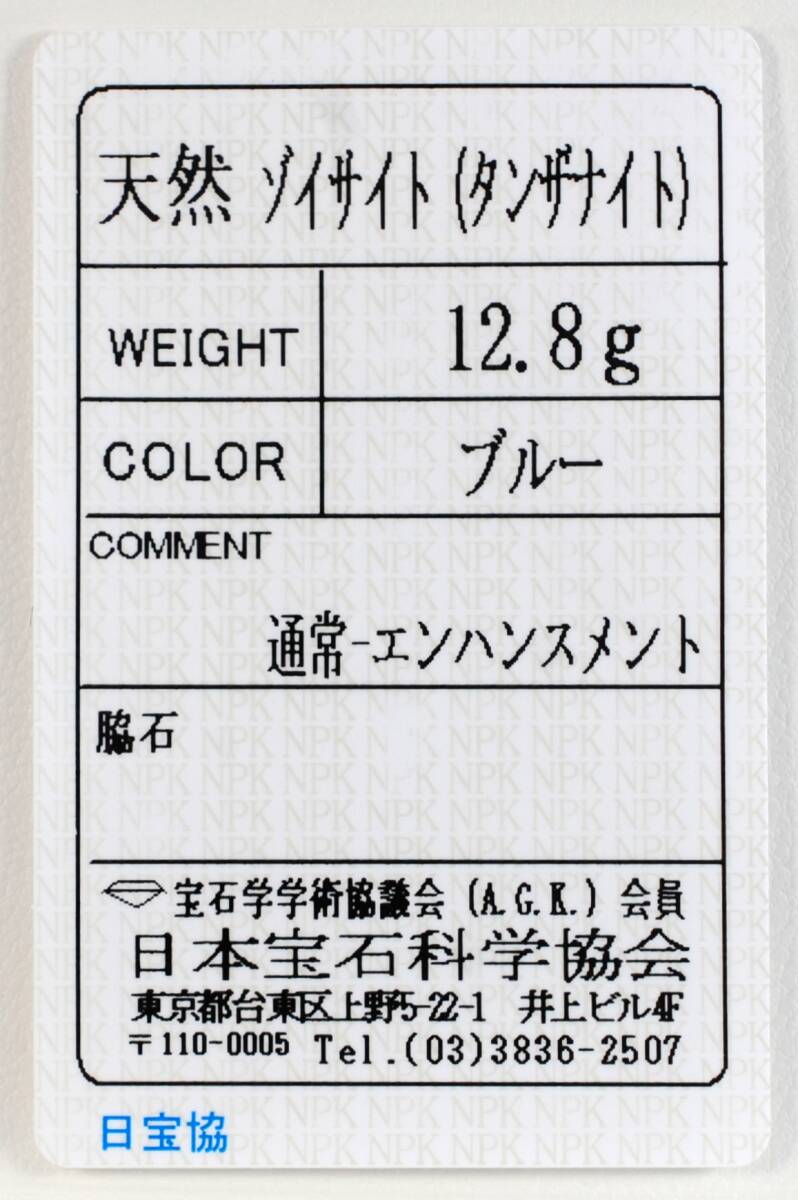 天然 ゾイサイト (タンザナイト)
WEIGHT 12.8g
COLOR ブルー
COMMENT
通常-エンハンスメント
脇石
宝石学学術協議会 (A.G.K.) 会員
日本宝石科学協会
東京都台東区上野5-22-1 井上ビル4F
〒110-0005 Tel.(03)3836-2507
日宝協